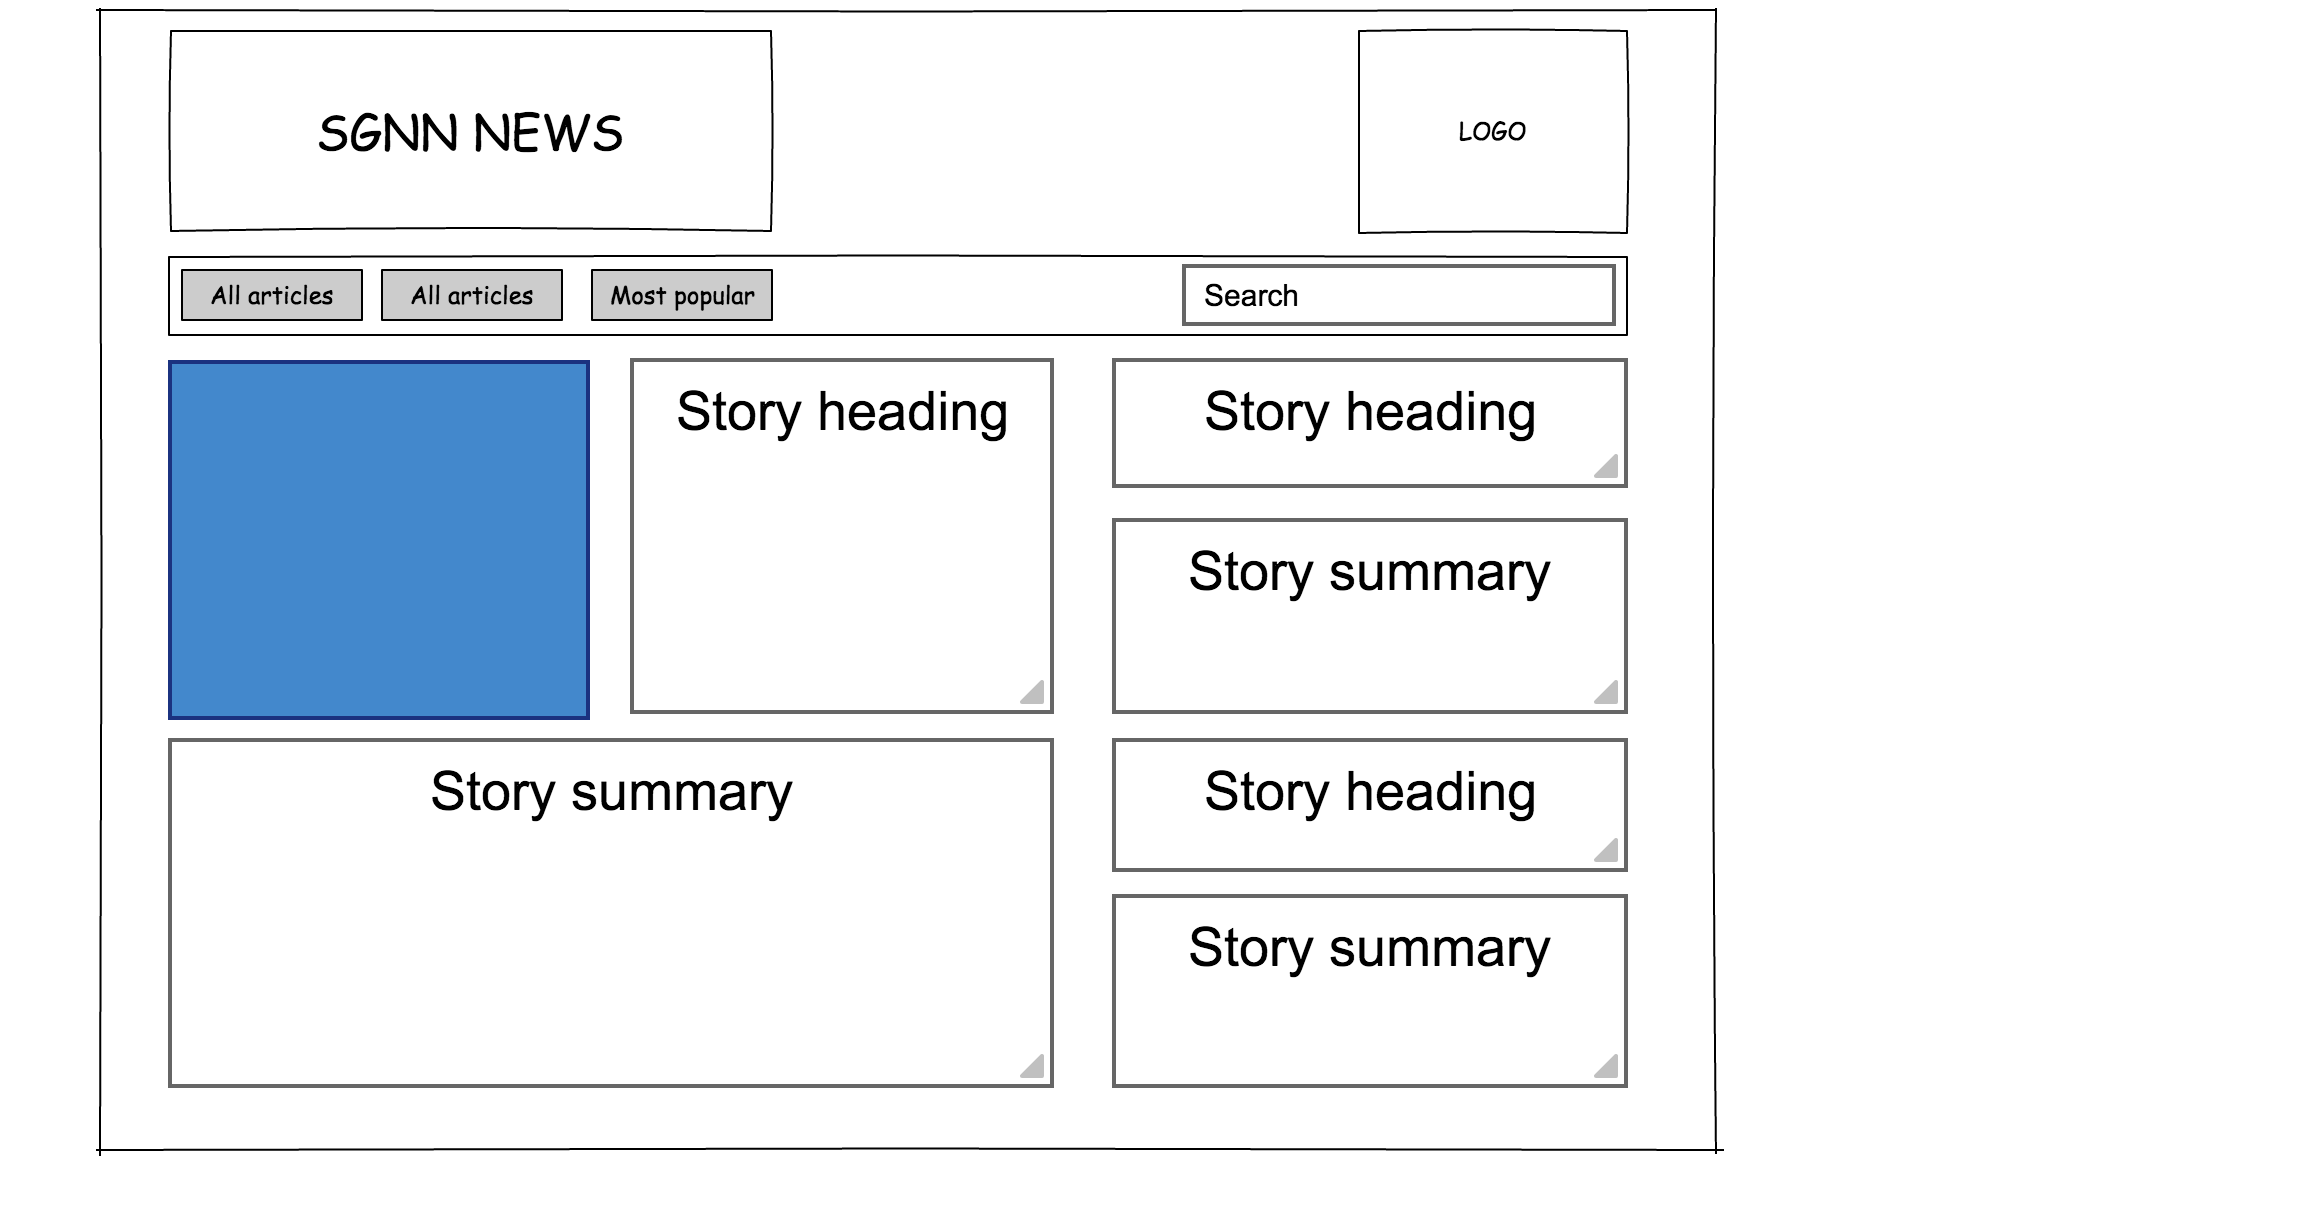 SGNN NEWS
LOGO
All articles
All articles
Most popular
Search
Story heading
Story heading
Story summary
Story summary
Story heading
Story summary